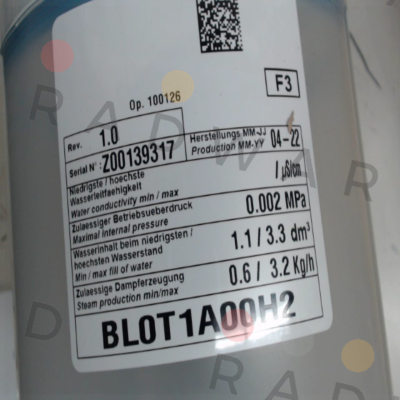 F3
Op. 100126
Rev. 1.0
Herstellungs MM-JJ
Production MM-YY 04-22
Serial N°: Z00139317
Niedrigste / hoechste
Wasserleitfaehigkeit
Water conductivity min / max / µS/cm
Zulaessiger Betriebsueberdruck
Maximal internal pressure 0.002 MPa
Wasserinhalt beim niedrigsten /
hoechsten Wasserstand
Min / max fill of water 1.1 / 3.3 dm³
Zulaessige Dampferzeugung
Steam production min/max 0.6 / 3.2 Kg/h
BL0T1A00H2
RADWAR
RADWAR